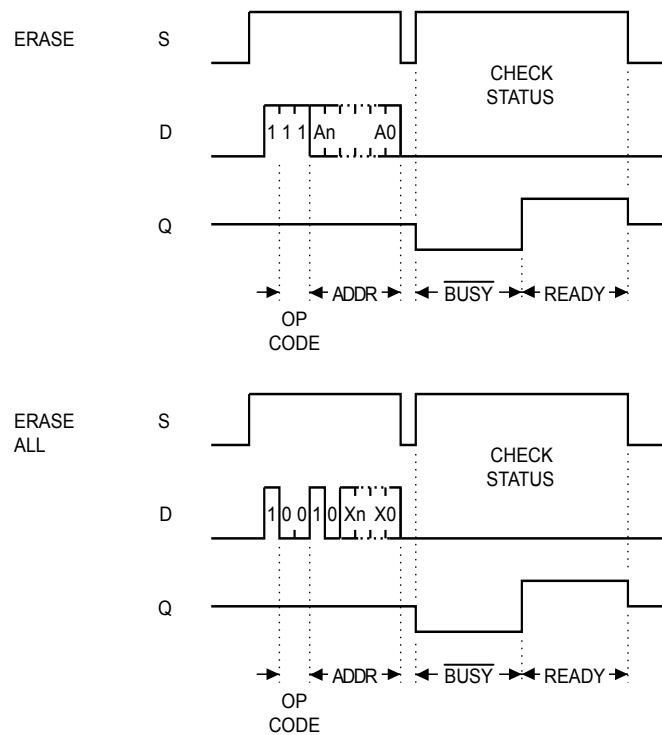 ERASE S
CHECK
STATUS
D 1 1 1 An A0
Q
ADDR BUSY READY
OP
CODE
ERASE S
ALL
CHECK
STATUS
D 1 0 0 1 0 Xn X0
Q
ADDR BUSY READY
OP
CODE